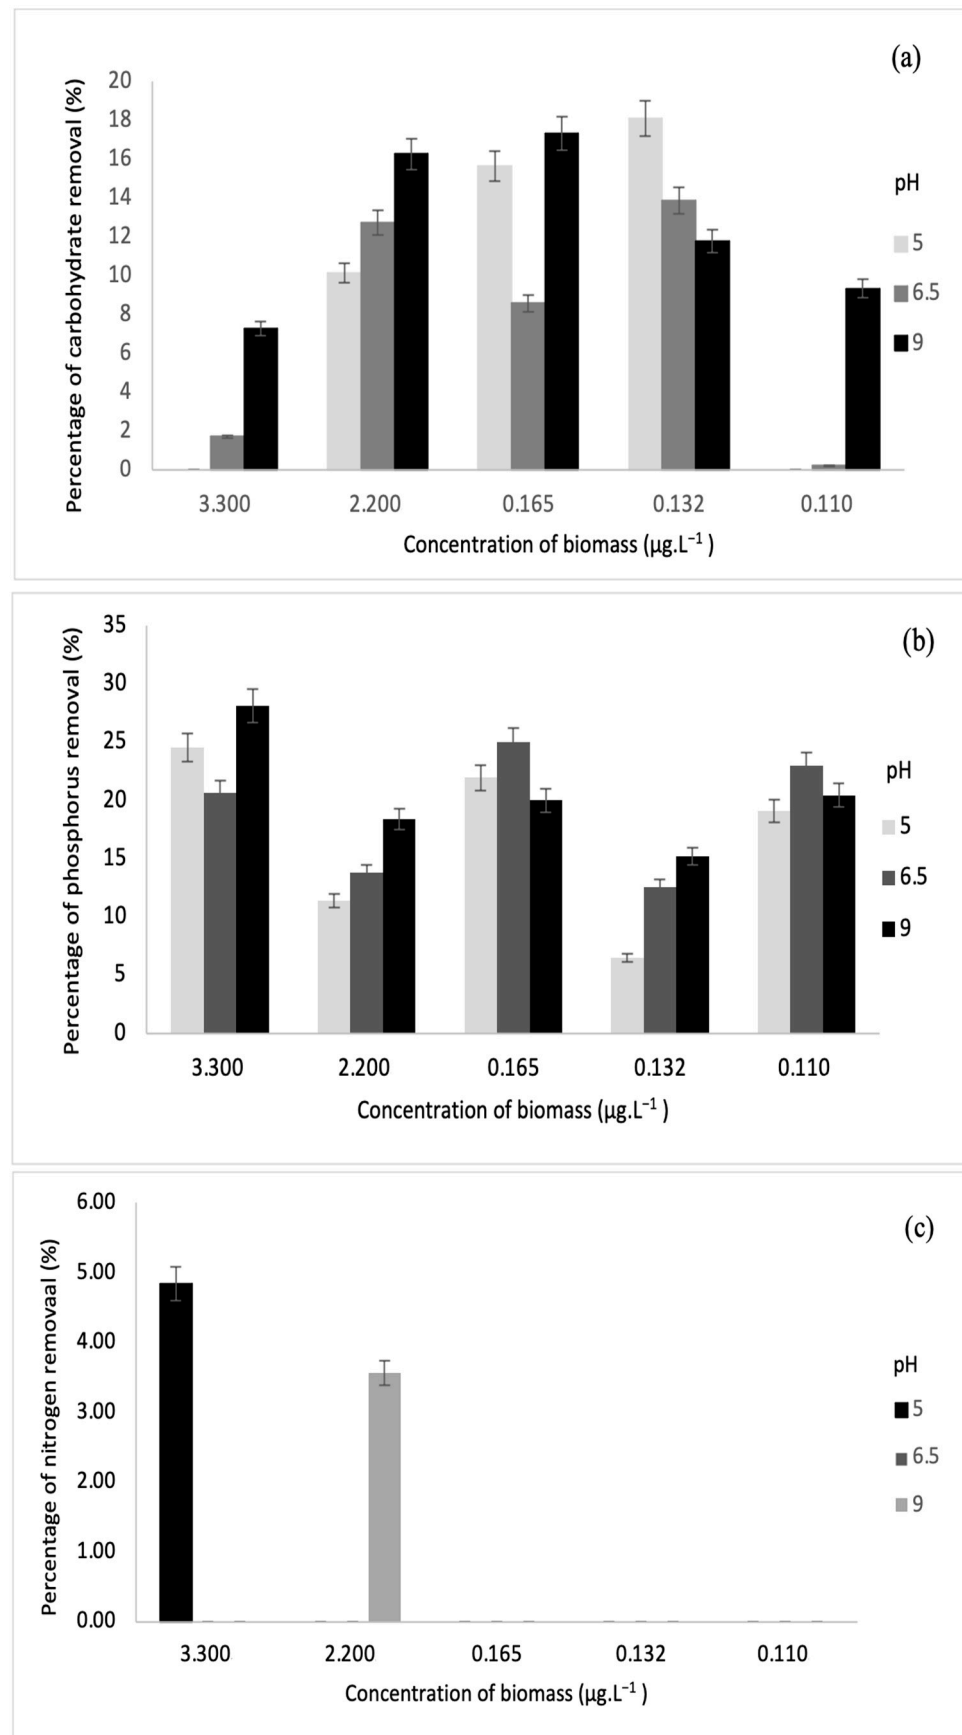 (a)
Percentage of carbohydrate removal (%)
20
18
16
14
12
10
8
6
4
2
0
pH
5
6.5
9
3.300 2.200 0.165 0.132 0.110
Concentration of biomass (µg.L⁻¹ )
(b)
Percentage of phosphorus removal (%)
35
30
25
20
15
10
5
0
pH
5
6.5
9
3.300 2.200 0.165 0.132 0.110
Concentration of biomass (µg.L⁻¹ )
(c)
Percentage of nitrogen removaal (%)
6.00
5.00
4.00
3.00
2.00
1.00
0.00
pH
5
6.5
9
3.300 2.200 0.165 0.132 0.110
Concentration of biomass (µg.L⁻¹ )